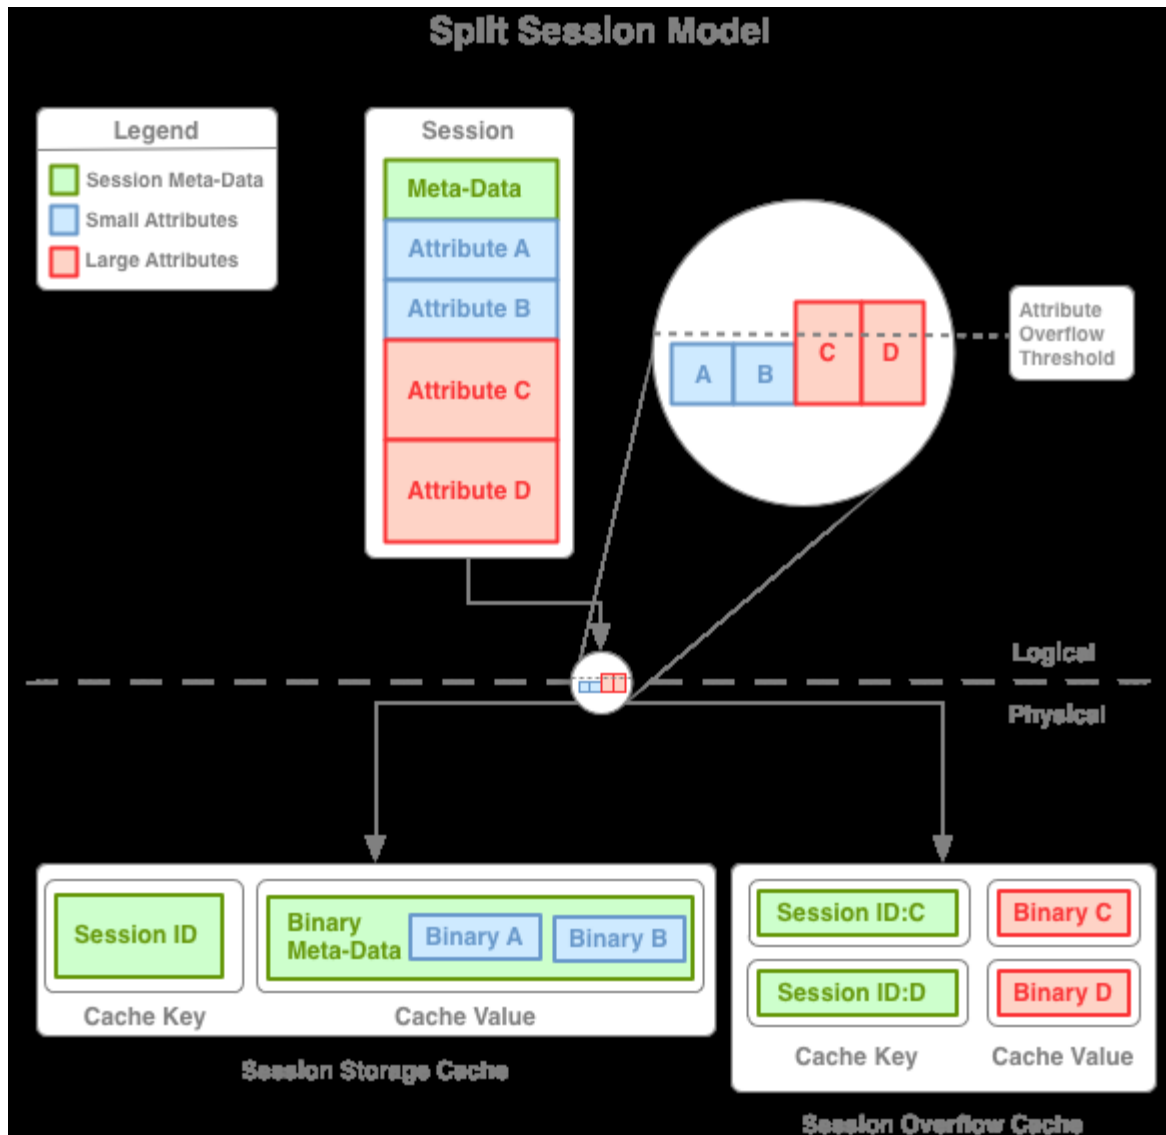 Split Session Model
Legend
Session Meta-Data
Small Attributes
Large Attributes
Session
Meta-Data
Attribute A
Attribute B
Attribute C
Attribute D
A
B
C
D
Attribute
Overflow
Threshold
Logical
Physical
Session ID
Cache Key
Binary
Meta-Data
Binary A
Binary B
Cache Value
Session Storage Cache
Session ID:C
Binary C
Session ID:D
Binary D
Cache Key
Cache Value
Session Overflow Cache